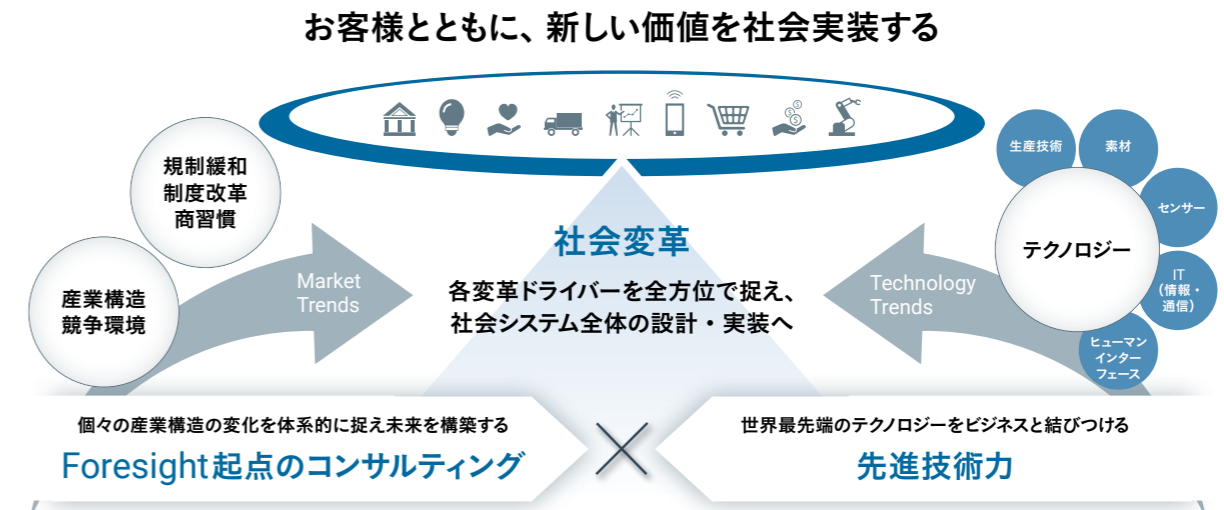 お客様とともに、新しい価値を社会実装する
規制緩和
制度改革
商習慣
産業構造
競争環境
Market
Trends
社会変革
各変革ドライバーを全方位で捉え、
社会システム全体の設計・実装へ
Technology
Trends
生産技術
素材
センサー
テクノロジー
IT
（情報・
通信）
ヒューマン
インター
フェース
個々の産業構造の変化を体系的に捉え未来を構築する
Foresight起点のコンサルティング
世界最先端のテクノロジーをビジネスと結びつける
先進技術力